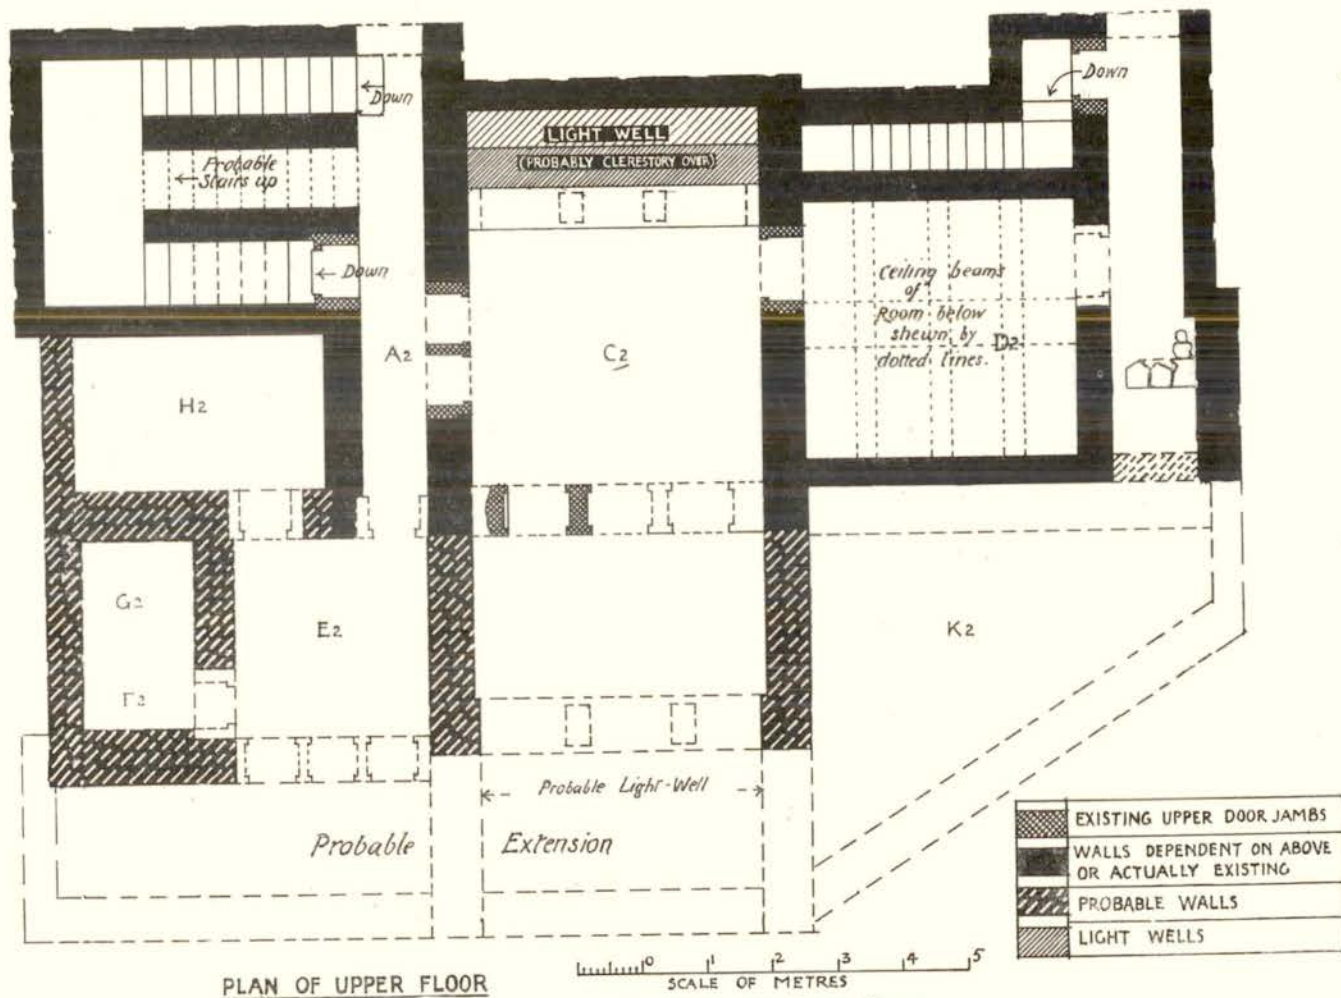 Down
Down
LIGHT WELL
(PROBABLY CLERESTORY OVER)
Probable
Stairs up
Down
Ceiling beams
of
Room below
shewn by
dotted lines.
D2
A2
C2
H2
G2
E2
K2
F2
Probable Light-Well
Probable Extension
EXISTING UPPER DOOR JAMBS
WALLS DEPENDENT ON ABOVE
OR ACTUALLY EXISTING
PROBABLE WALLS
LIGHT WELLS
0 1 2 3 4 5
SCALE OF METRES
PLAN OF UPPER FLOOR